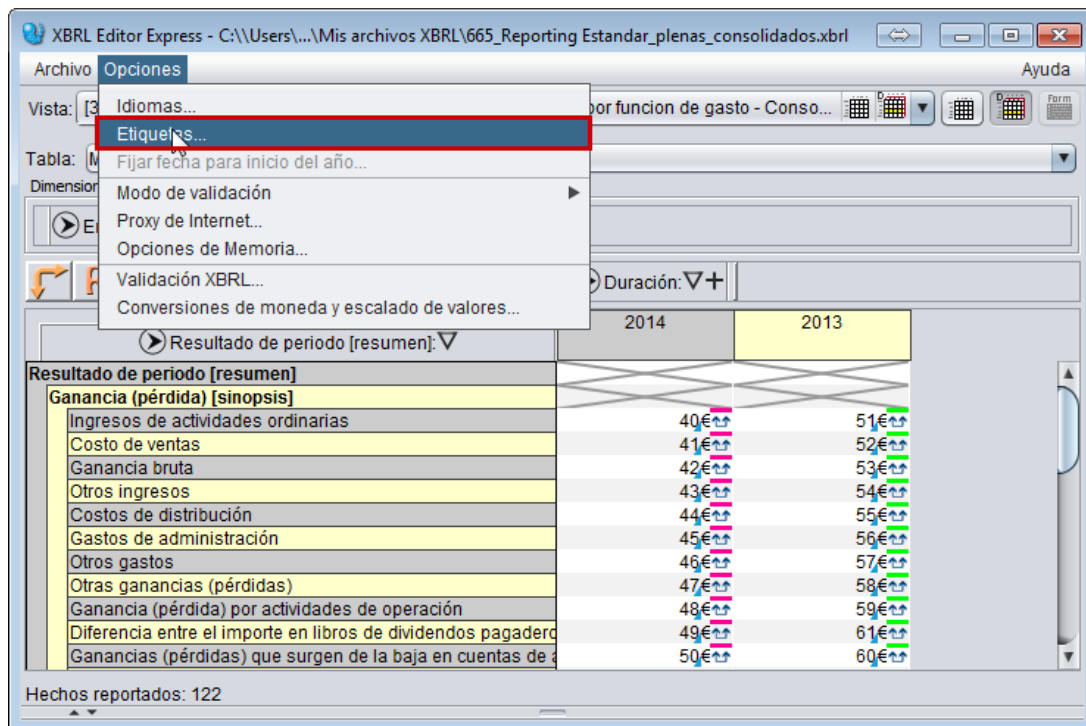 XBRL Editor Express - C:\\Users\...\Mis archivos XBRL\665_Reporting Estandar_plenas_consolidados.xbrl
Archivo Opciones Ayuda
Vista: [3 por funcion de gasto - Conso... Form
Idiomas...
Etiquetas...
Tabla: Fijar fecha para inicio del año...
Dimension
Modo de validación
Proxy de Internet...
Opciones de Memoria...
Validación XBRL... Duración:
Conversiones de moneda y escalado de valores...
Resultado de periodo [resumen]: 2014 2013
Resultado de periodo [resumen]
Ganancia (pérdida) [sinopsis]
Ingresos de actividades ordinarias 40€ 51€
Costo de ventas 41€ 52€
Ganancia bruta 42€ 53€
Otros ingresos 43€ 54€
Costos de distribución 44€ 55€
Gastos de administración 45€ 56€
Otros gastos 46€ 57€
Otras ganancias (pérdidas) 47€ 58€
Ganancia (pérdida) por actividades de operación 48€ 59€
Diferencia entre el importe en libros de dividendos pagaderc 49€ 61€
Ganancias (pérdidas) que surgen de la baja en cuentas de a 50€ 60€
Hechos reportados: 122